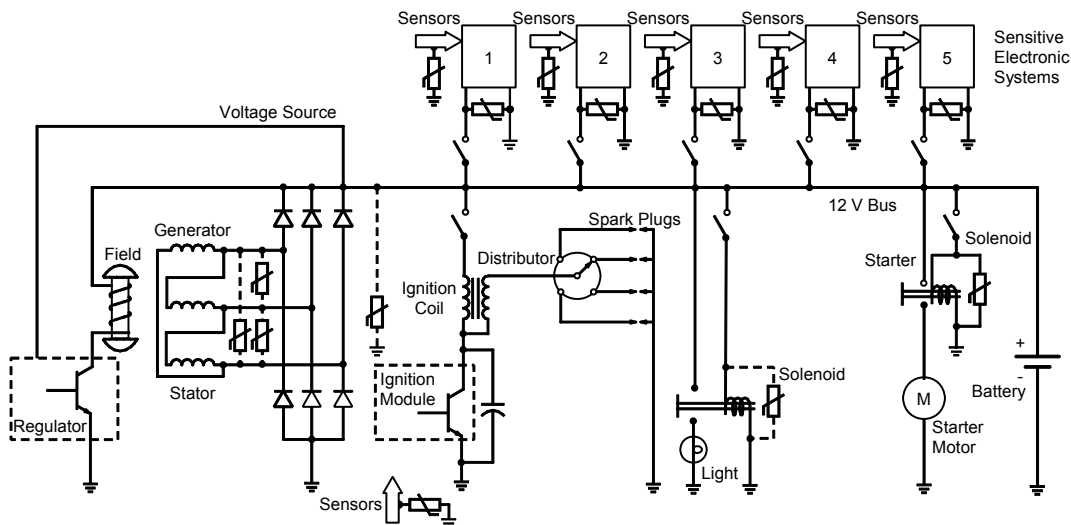 Sensors
Sensors
Sensors
Sensors
Sensors
1
2
3
4
5
Sensitive
Electronic
Systems
Voltage Source
12 V Bus
Generator
Field
Stator
Regulator
Distributor
Spark Plugs
Ignition
Coil
Ignition
Module
Sensors
Solenoid
Light
Solenoid
Starter
M
Starter
Motor
+
-
Battery